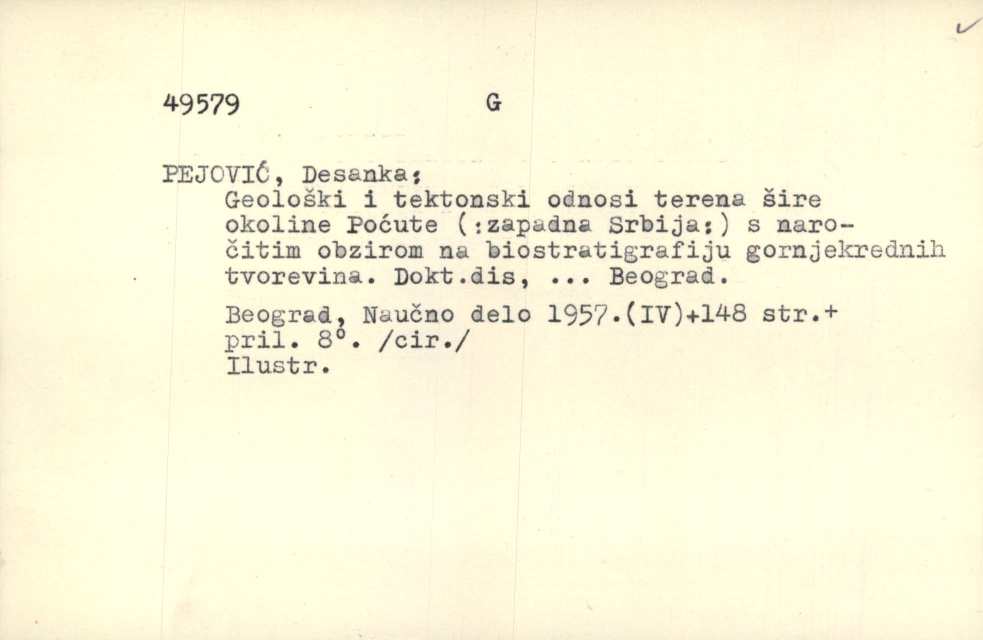 49579 G
PEJOVIĆ, Desanka:
Geološki i tektonski odnosi terena šire
okoline Poćute (:zapadna Srbija:) s naro-
čitim obzirom na biostratigrafiju gornjekrednih
tvorevina. Dokt.dis, ... Beograd.
Beograd, Naučno delo 1957.(IV)+148 str.+
pril. 8°. /cir./
Ilustr.